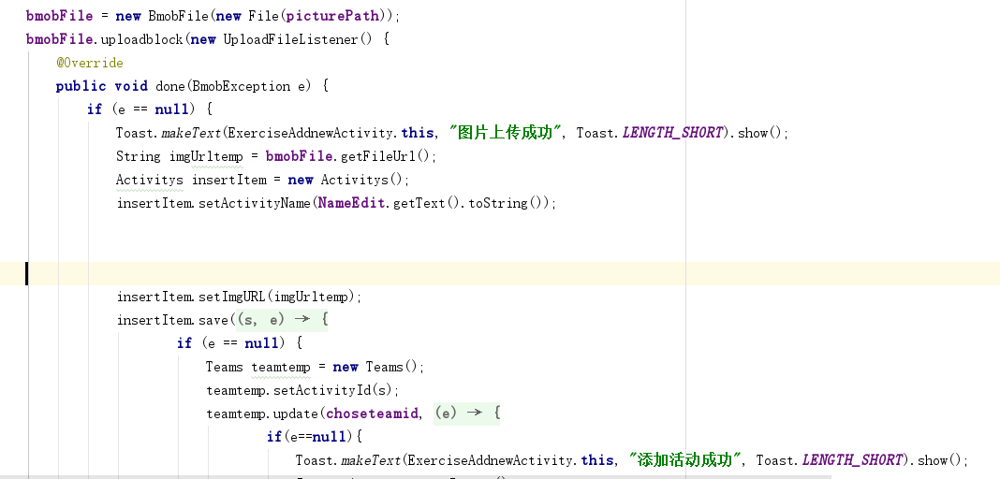 bmobFile = new BmobFile(new File(picturePath));
bmobFile.uploadblock(new UploadFileListener() {
@Override
public void done(BmobException e) {
if (e == null) {
Toast.makeText(ExerciseAddnewActivity.this, "图片上传成功", Toast.LENGTH_SHORT).show();
String imgUrltemp = bmobFile.getFileUrl();
Activitys insertItem = new Activitys();
insertItem.setActivityName(NameEdit.getText().toString());
insertItem.setImgURL(imgUrltemp);
insertItem.save((s, e) → {
if (e == null) {
Teams teamtemp = new Teams();
teamtemp.setActivityId(s);
teamtemp.update(choseteamid, (e) → {
if(e==null){
Toast.makeText(ExerciseAddnewActivity.this, "添加活动成功", Toast.LENGTH_SHORT).show();